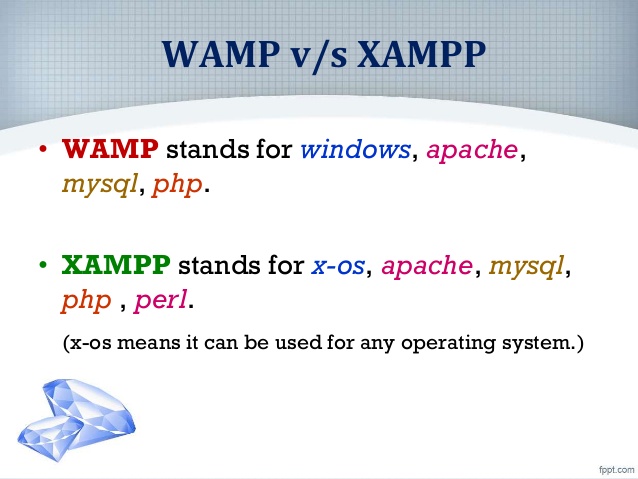 WAMP v/s XAMPP
• WAMP stands for windows, apache,
mysql, php.
• XAMPP stands for x-os, apache, mysql,
php , perl.
(x-os means it can be used for any operating system.)
fppt.com